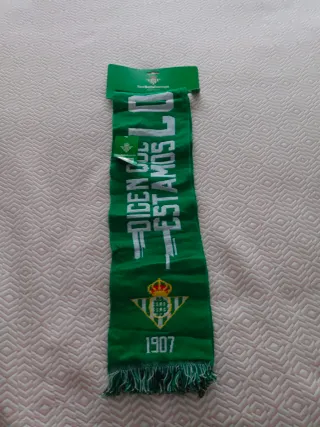 DICEN QUE
ESTAMOS LO
1907